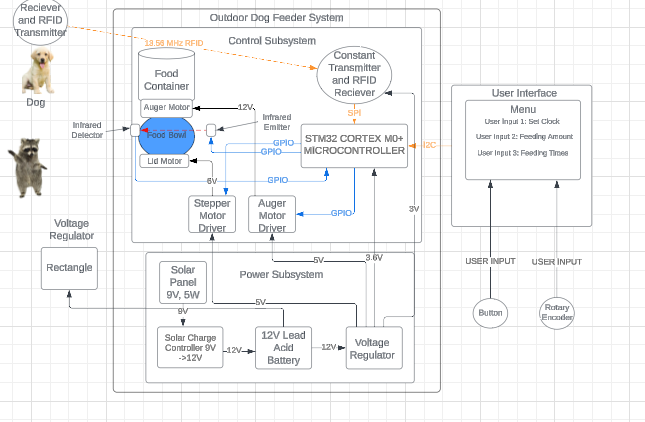 Reciever
and RFID
Transmitter
Outdoor Dog Feeder System
13.56 MHz RFID
Control Subsystem
Constant
Transmitter
and RFID
Reciever
Food
Container
Dog
User Interface
Auger Motor
12V
Menu
User Input 1: Set Clock
User Input 2: Feeding Amount
User Input 3: Feeding Times
SPI
Infrared
Detector
Infrared
Emitter
Food Bowl
STM32 CORTEX M0+
MICROCONTROLLER
GPIO
GPIO
I2C
Lid Motor
6V
GPIO
Stepper
Motor
Driver
Auger
Motor
Driver
GPIO
3V
Voltage
Regulator
Rectangle
3.6V
5V
USER INPUT
USER INPUT
Solar
Panel
9V, 5W
Power Subsystem
5V
9V
Button
Rotary
Encoder
Solar Charge
Controller 9V
->12V
12V
12V Lead
Acid
Battery
12V
Voltage
Regulator